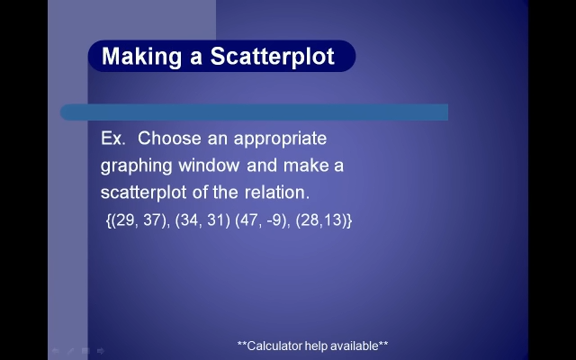 Making a Scatterplot
Ex.  Choose an appropriate
graphing window and make a
scatterplot of the relation.
{(29, 37), (34, 31) (47, -9), (28,13)}
**Calculator help available**